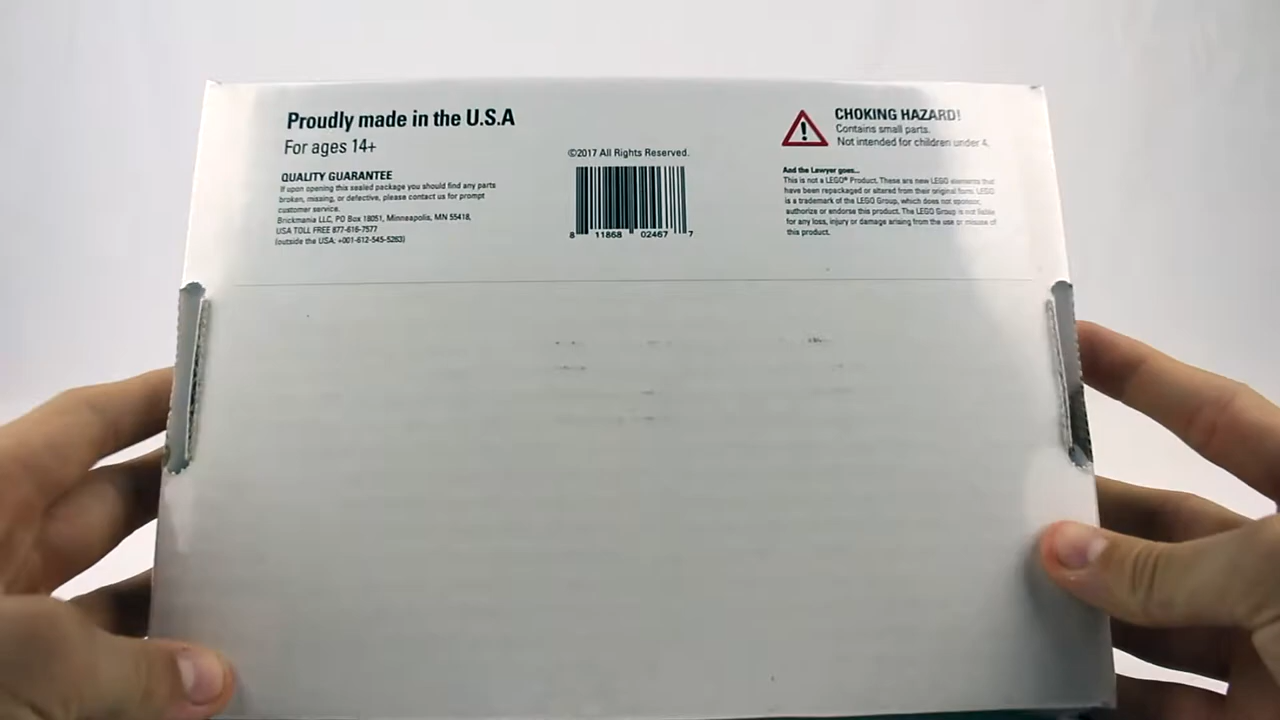 Proudly made in the U.S.A
For ages 14+
QUALITY GUARANTEE
If upon opening this sealed package you should find any parts
broken, missing, or defective, please contact us for prompt
customer service.
Brickmania LLC, PO Box 18051, Minneapolis, MN 55418,
USA TOLL FREE 877-616-7577
(outside the USA: +001-612-545-5263)
©2017 All Rights Reserved.
8 11868 02467 7
CHOKING HAZARD!
Contains small parts.
Not intended for children under 4.
And the Lawyer goes...
This is not a LEGO® Product. These are new LEGO elements that
have been repackaged or altered from their original form. LEGO
is a trademark of the LEGO Group, which does not sponsor,
authorize or endorse this product. The LEGO Group is not liable
for any loss, injury or damage arising from the use or misuse of
this product.